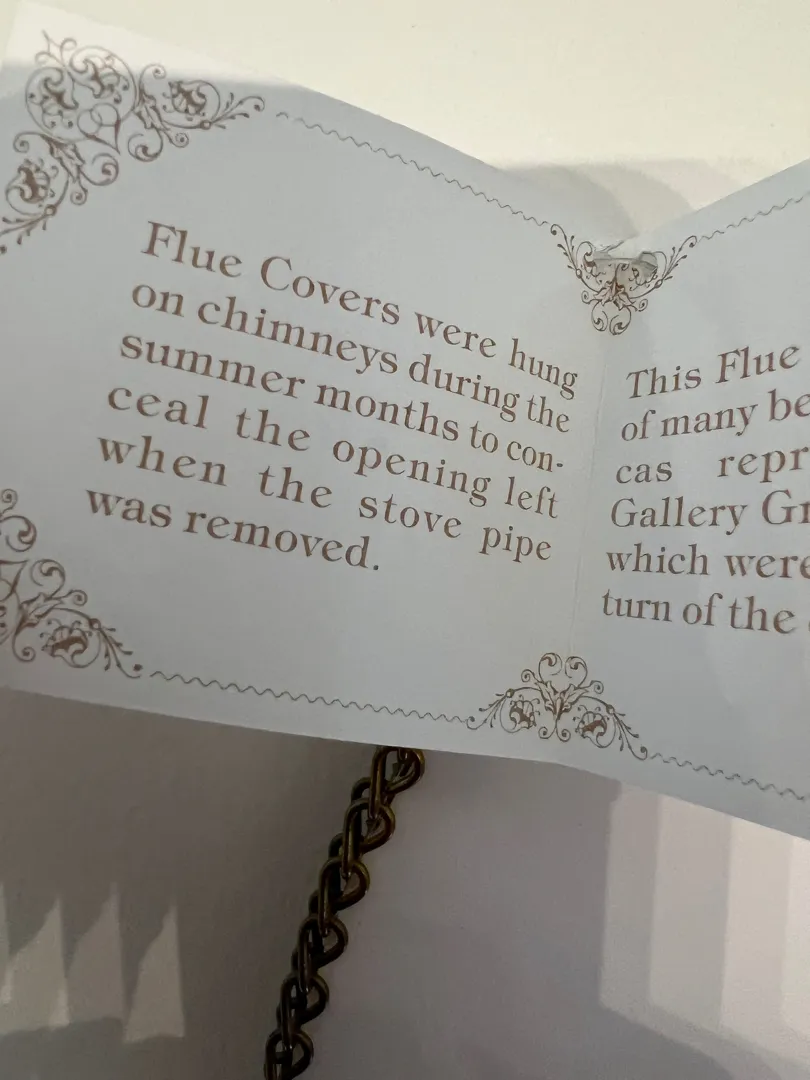 Flue Covers were hung
on chimneys during the
summer months to con-
ceal the opening left
when the stove pipe
was removed.
This Flue
of many be
cas repr
Gallery Gr
which were
turn of the